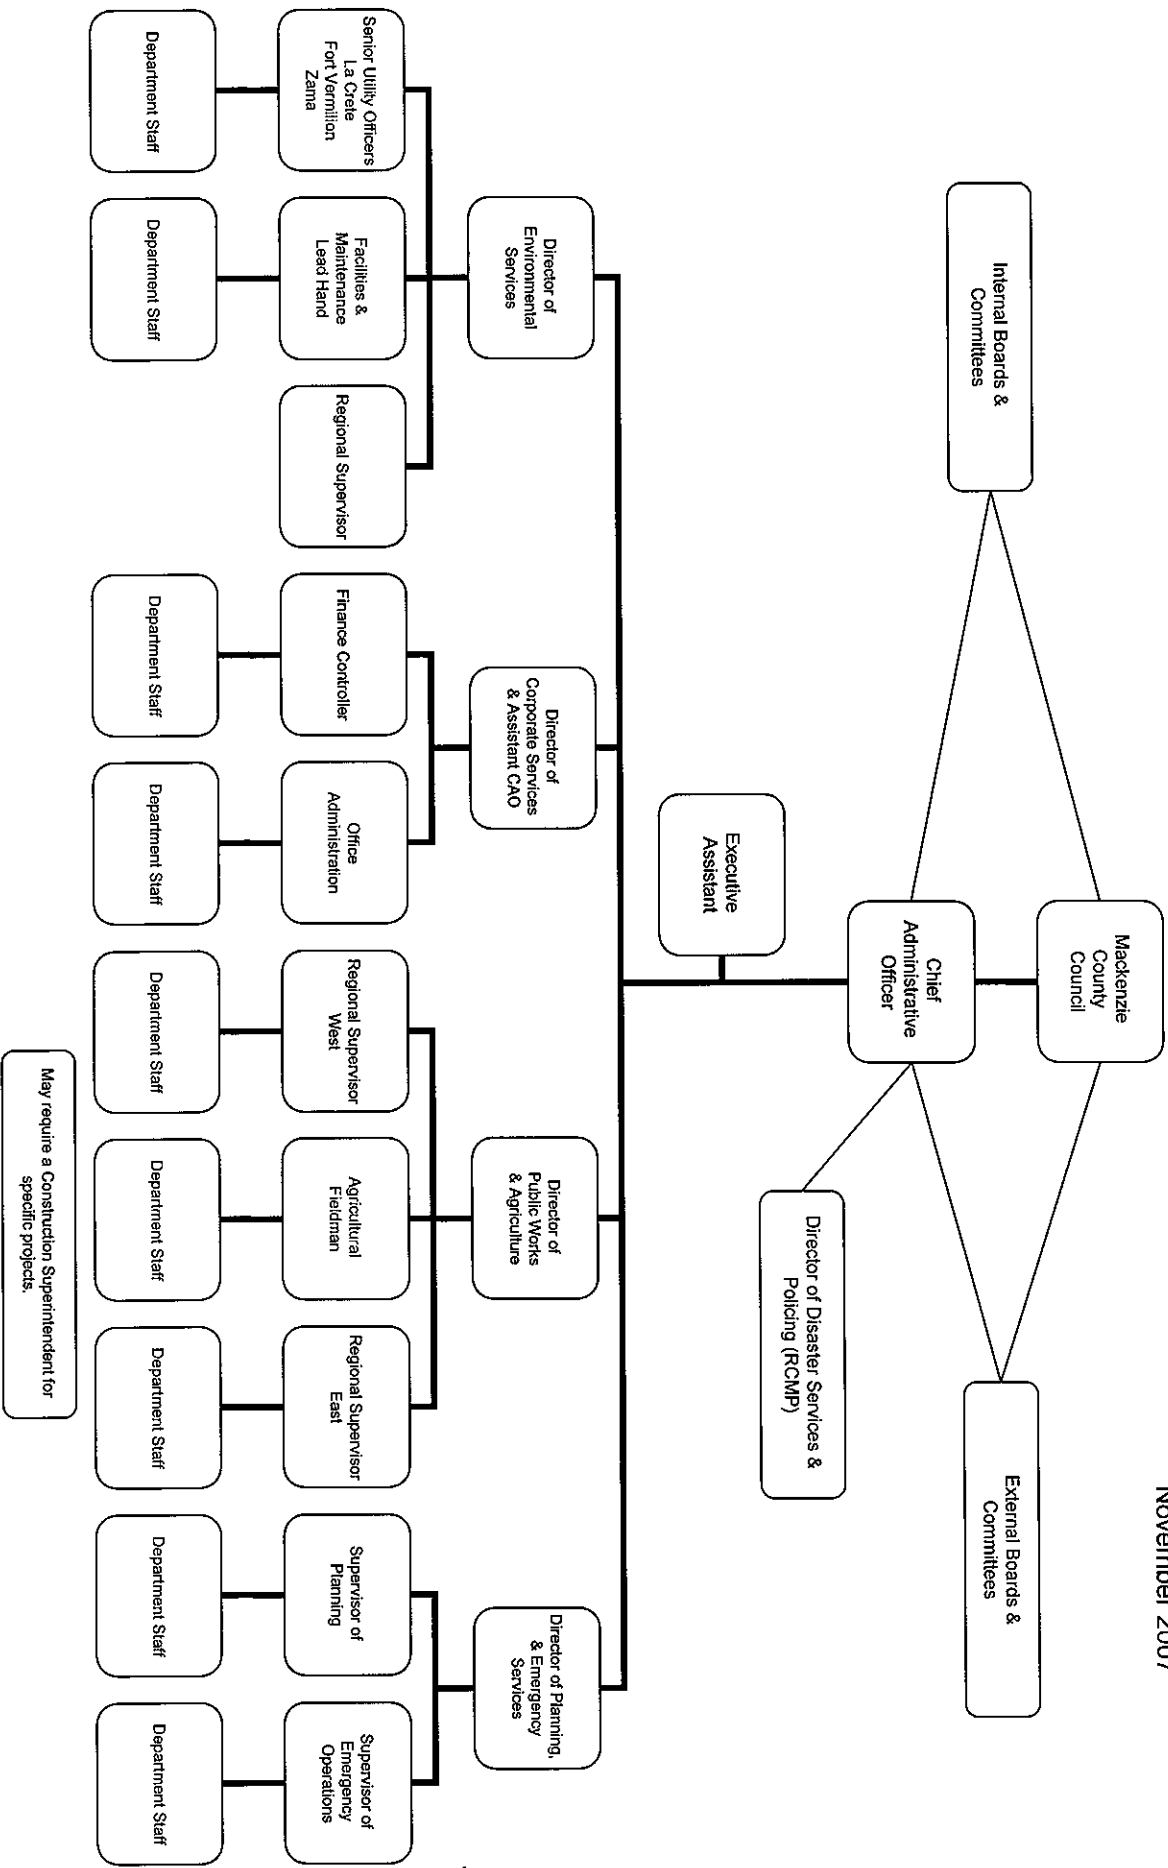 November 2007
Mackenzie
County
Council
Internal Boards &
Committees
External Boards &
Committees
Chief
Administrative
Officer
Director of Disaster Services &
Policing (RCMP)
Executive
Assistant
Director of
Environmental
Services
Director of
Corporate Services
& Assistant CAO
Director of
Public Works
& Agriculture
Director of Planning,
& Emergency
Services
Senior Utility Officers
La Crete
Fort Vermilion
Zama
Facilities &
Maintenance
Lead Hand
Regional Supervisor
Finance Controller
Office
Administration
Regional Supervisor
West
Agricultural
Fieldman
Regional Supervisor
East
Supervisor of
Planning
Supervisor of
Emergency
Operations
Department Staff
Department Staff
Department Staff
Department Staff
Department Staff
Department Staff
Department Staff
Department Staff
Department Staff
May require a Construction Superintendent for
specific projects.